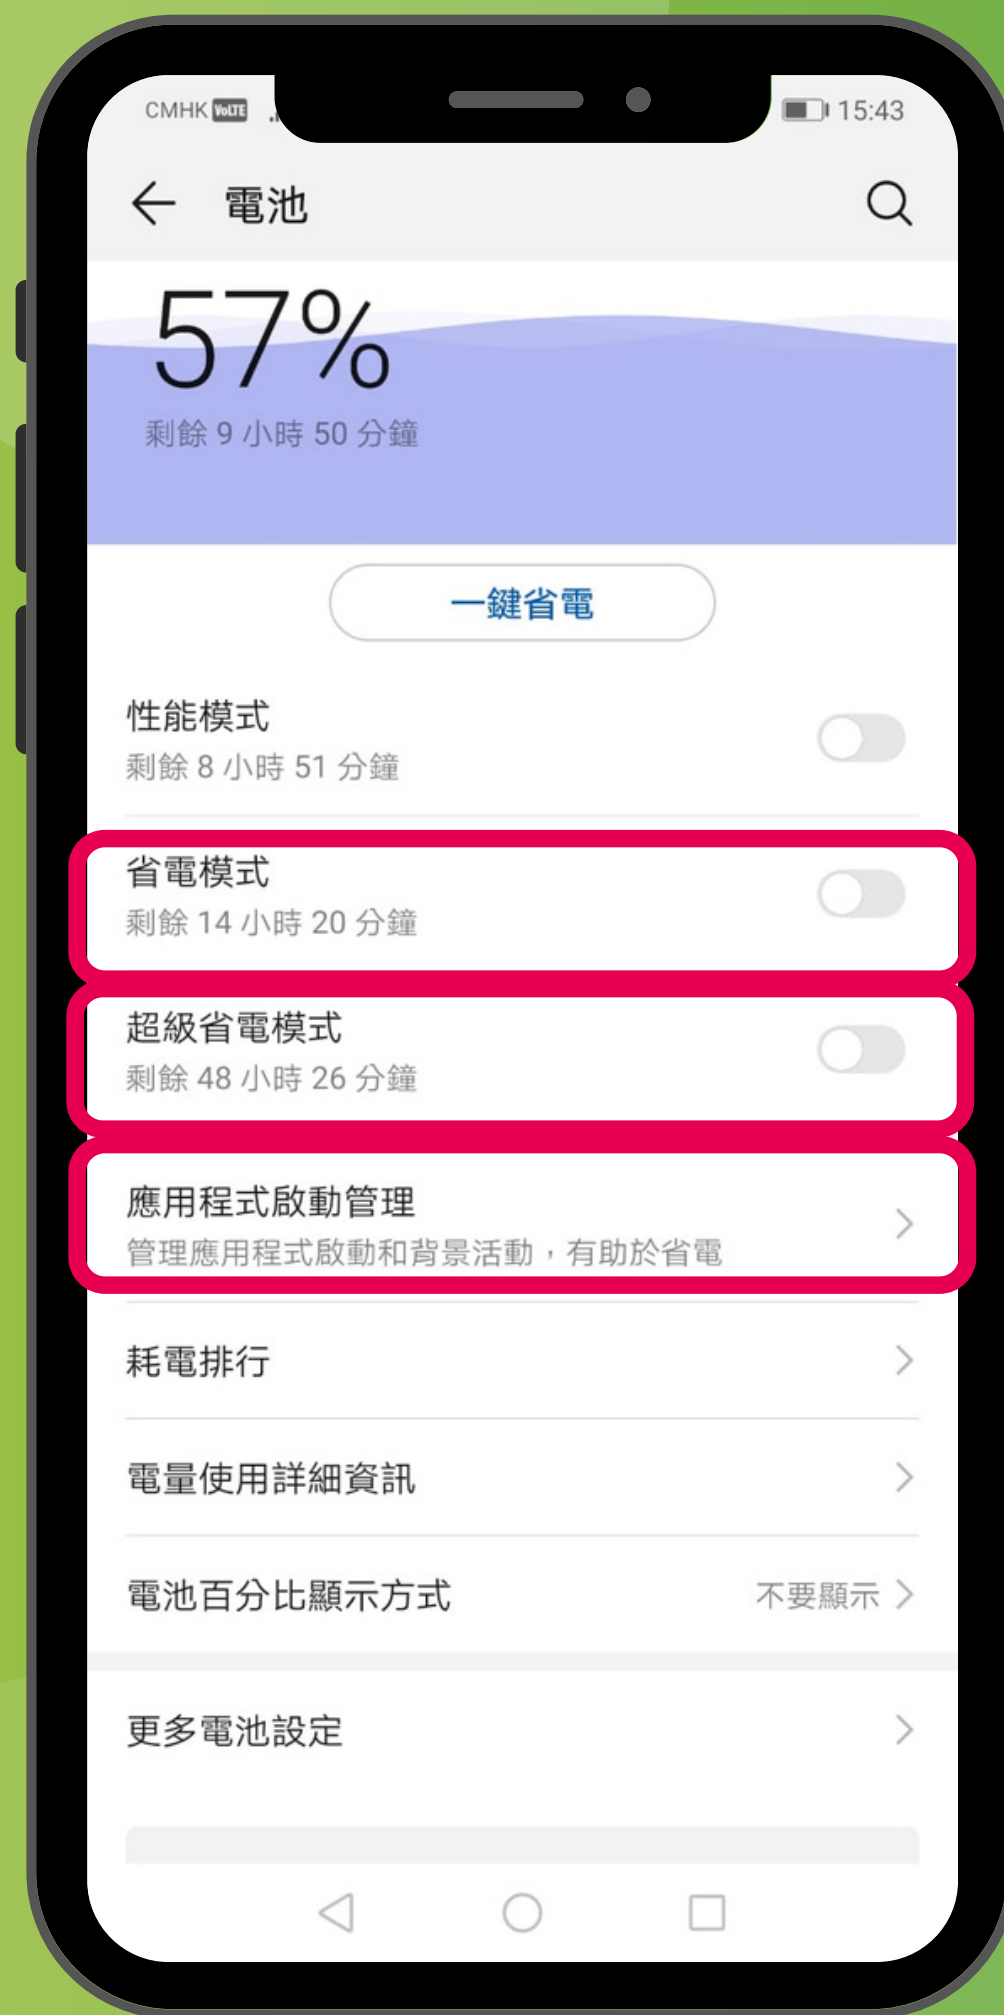 CMHK VoLTE 15:43
電池
57%
剩餘 9 小時 50 分鐘
一鍵省電
性能模式
剩餘 8 小時 51 分鐘
省電模式
剩餘 14 小時 20 分鐘
超級省電模式
剩餘 48 小時 26 分鐘
應用程式啟動管理
管理應用程式啟動和背景活動，有助於省電
耗電排行
電量使用詳細資訊
電池百分比顯示方式 不要顯示
更多電池設定